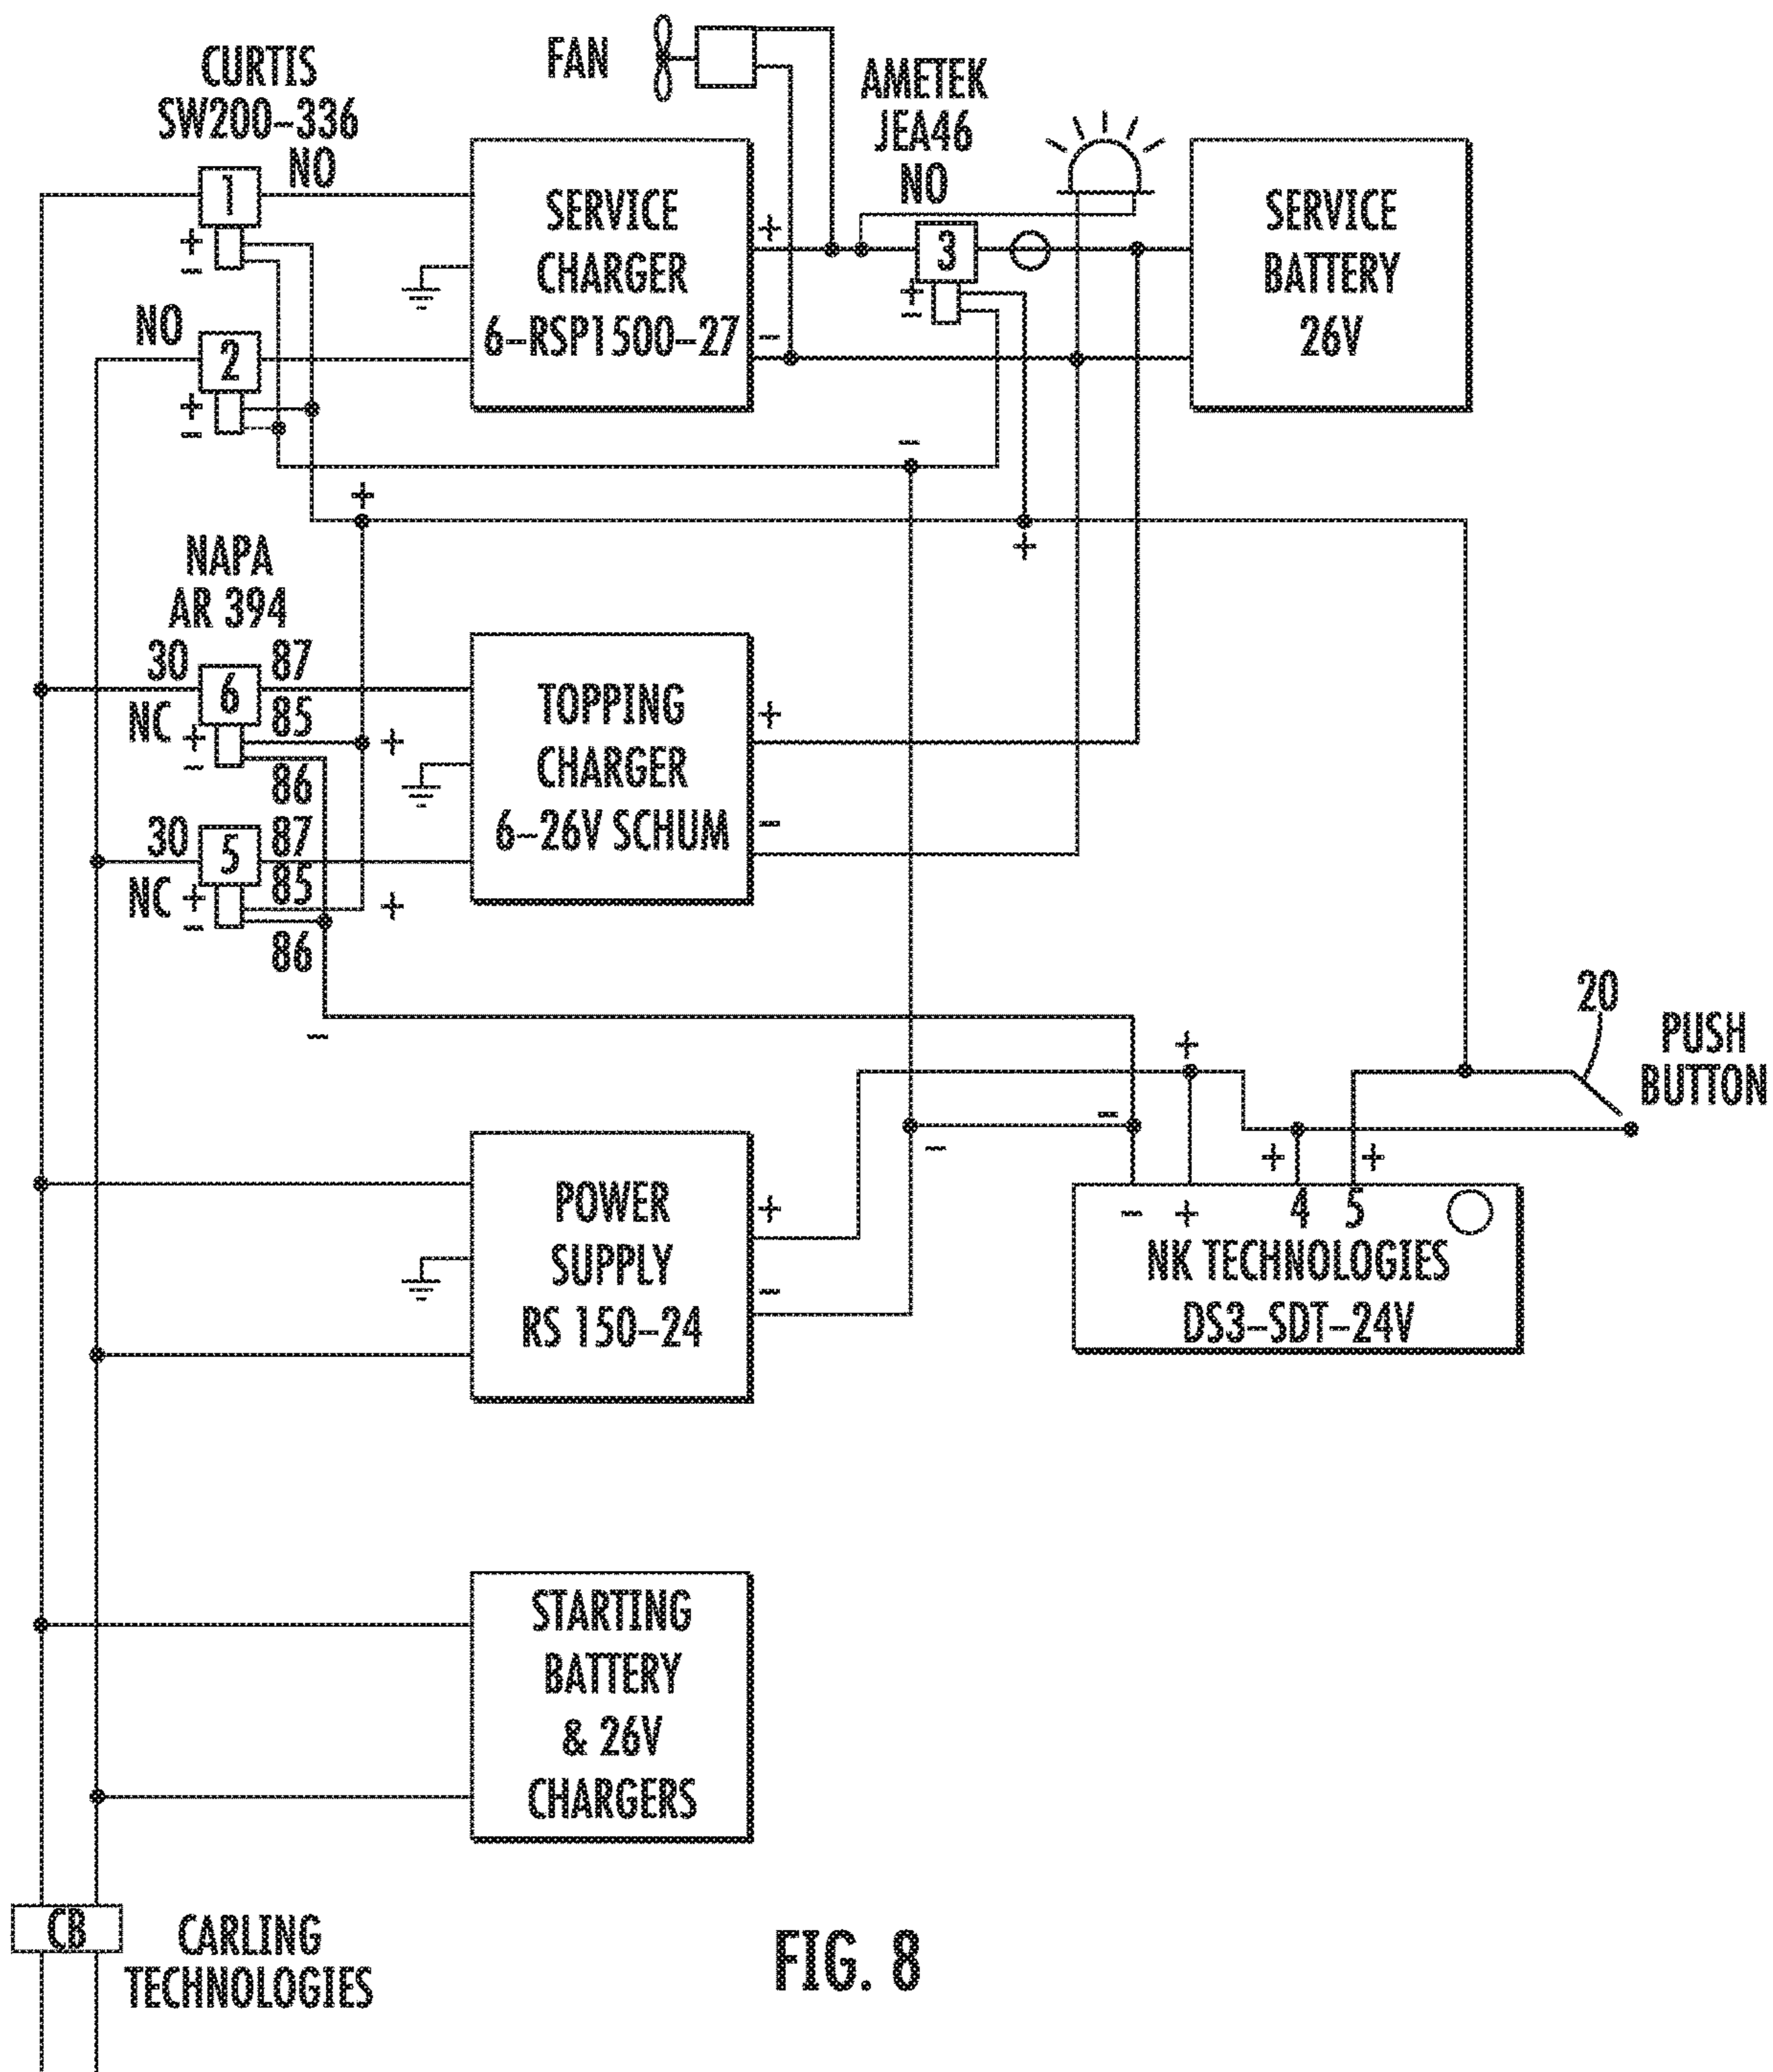 FAN
CURTIS
SW200-336
NO
1
+
-
NO
2
+
-
SERVICE
CHARGER
6-RSP1500-27
+
-
AMETEK
JEA46
NO
3
+
-
SERVICE
BATTERY
26V
-
+
+
NAPA
AR 394
30
6
87
NC
+
-
85
+
86
30
5
87
NC
+
-
85
+
86
-
TOPPING
CHARGER
6-26V SCHUM
+
-
20
PUSH
BUTTON
+
-
-
+
+
POWER
SUPPLY
RS 150-24
+
-
- + 4 5
NK TECHNOLOGIES
DS3-SDT-24V
STARTING
BATTERY
& 26V
CHARGERS
CB
CARLING
TECHNOLOGIES
FIG. 8